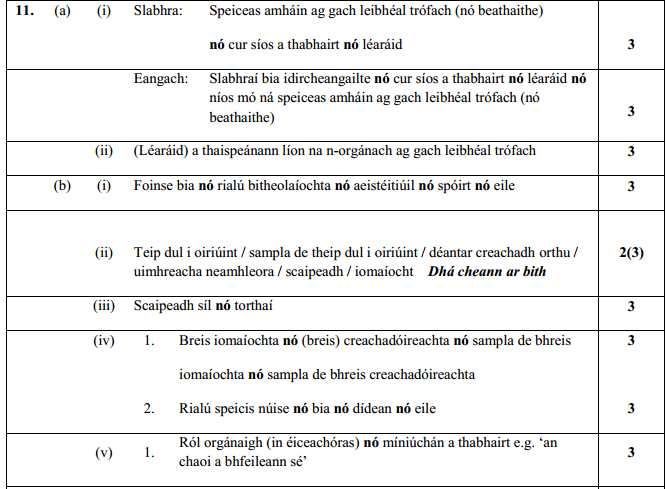 11. (a) (i) Slabhra: Speiceas amháin ag gach leibhéal trófach (nó beathaithe)
nó cur síos a thabhairt nó léaráid 3
Eangach: Slabhraí bia idircheangailte nó cur síos a thabhairt nó léaráid nó
níos mó ná speiceas amháin ag gach leibhéal trófach (nó
beathaithe) 3
(ii) (Léaráid) a thaispeánann líon na n-orgánach ag gach leibhéal trófach 3
(b) (i) Foinse bia nó rialú bitheolaíochta nó aeistéitiúil nó spóirt nó eile 3
(ii) Teip dul i oiriúint / sampla de theip dul i oiriúint / déantar creachadh orthu /
uimhreacha neamhleora / scaipeadh / iomaíocht Dhá cheann ar bith 2(3)
(iii) Scaipeadh síl nó torthaí 3
(iv) 1. Breis iomaíochta nó (breis) creachadóireachta nó sampla de bhreis 3
iomaíochta nó sampla de bhreis creachadóireachta
2. Rialú speicis núise nó bia nó dídean nó eile 3
(v) 1. Ról orgánaigh (in éiceachóras) nó míniúchán a thabhairt e.g. ‘an
chaoi a bhfeileann sé’ 3